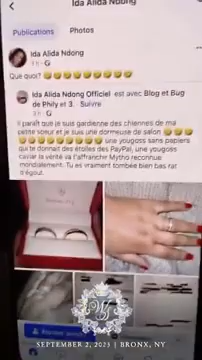 Ida Alida Ndong
Publications
Photos
Ida Alida Ndong
Que quoi?
Ida Alida Ndong Officiel est avec Blog et Bug
de Phily et 3. Suivre
Il paraît que je suis gardienne des chiennes de ma
petite soeur et je suis une dormeuse de salon
une yougoss sans papiers
qui te donnait des étoiles des PayPal, une yougoss
caviar la vérité va l'affranchir Mytho reconnue
mondialement. Tu es vraiment tombée bien bas rat
d'égout.
SEPTEMBER 2, 2023 | BRONX, NY